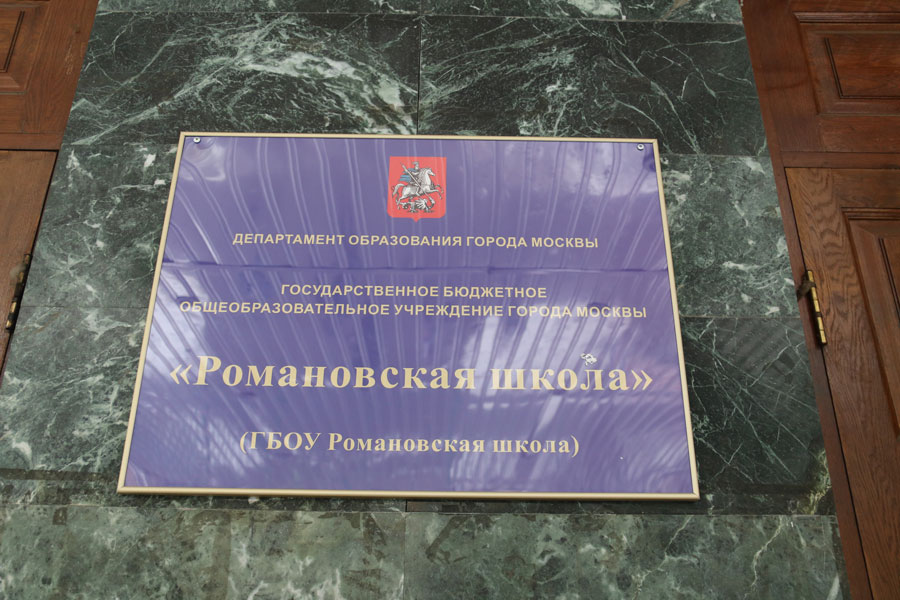 ДЕПАРТАМЕНТ ОБРАЗОВАНИЯ ГОРОДА МОСКВЫ
ГОСУДАРСТВЕННОЕ БЮДЖЕТНОЕ
ОБЩЕОБРАЗОВАТЕЛЬНОЕ УЧРЕЖДЕНИЕ ГОРОДА МОСКВЫ
«Романовская школа»
(ГБОУ Романовская школа)